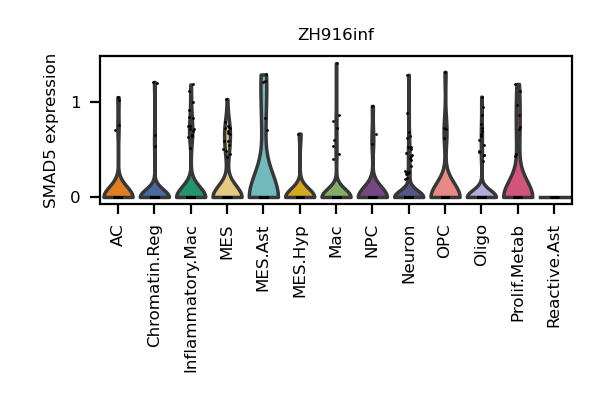 ZH916inf
SMAD5 expression
1
0
AC
Chromatin.Reg
Inflammatory.Mac
MES
MES.Ast
MES.Hyp
Mac
NPC
Neuron
OPC
Oligo
Prolif.Metab
Reactive.Ast